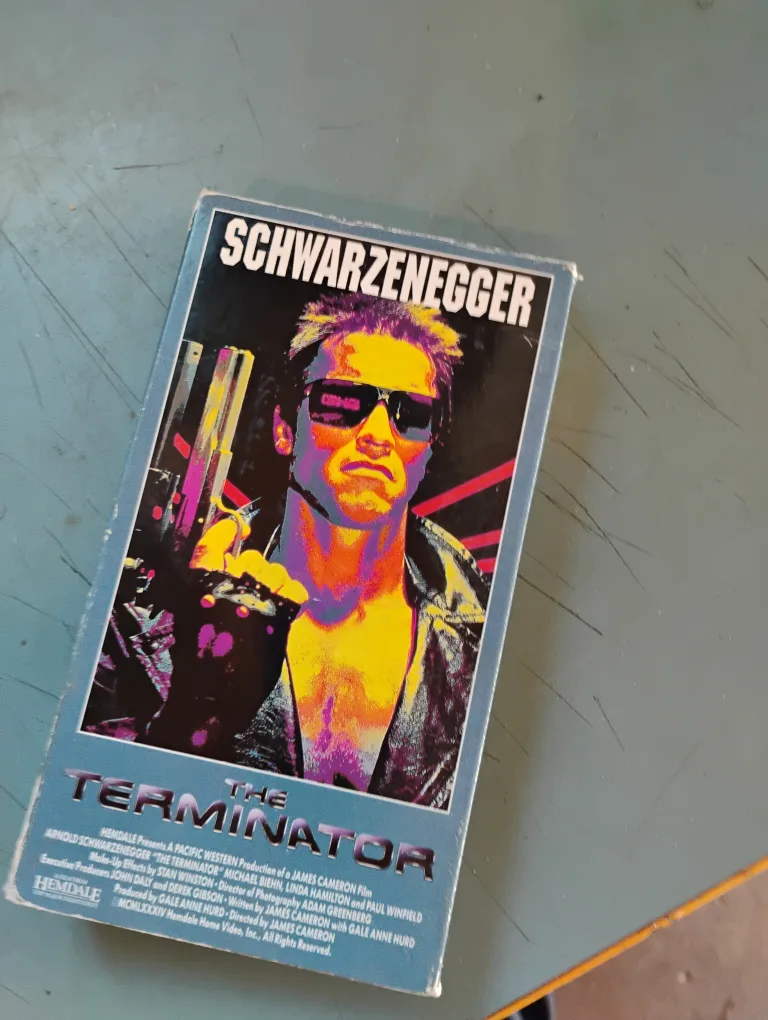 SCHWARZENEGGER
THE
TERMINATOR
HEMDALE Presents A PACIFIC WESTERN Production of a JAMES CAMERON Film
ARNOLD SCHWARZENEGGER "THE TERMINATOR" MICHAEL BIEHN, LINDA HAMILTON and PAUL WINFIELD
Make-Up Effects by STAN WINSTON · Director of Photography ADAM GREENBERG
Executive Producers JOHN DALY and DEREK GIBSON · Written by JAMES CAMERON with GALE ANNE HURD
Produced by GALE ANNE HURD · Directed by JAMES CAMERON
MCMLXXXIV Hemdale Home Video, Inc., All Rights Reserved.
HEMDALE